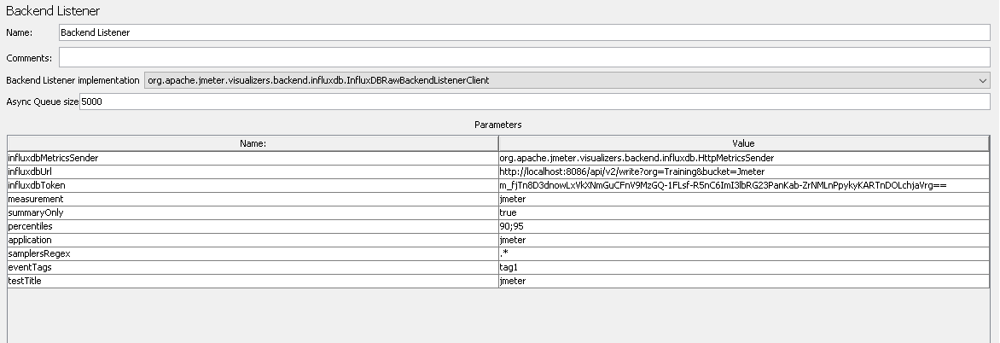 Backend Listener
Name: Backend Listener
Comments:
Backend Listener implementation org.apache.jmeter.visualizers.backend.influxdb.InfluxDBRawBackendListenerClient
Async Queue size 5000
Parameters
Name: Value
influxdbMetricsSender org.apache.jmeter.visualizers.backend.influxdb.HttpMetricsSender
influxdbUrl http://localhost:8086/api/v2/write?org=Training&bucket=Jmeter
influxdbToken m_fjTn8D3dnowLxVkXNmGuCFnV9MzGQ-1FLsf-R5nC6ImI3lbRG23PanKab-ZrNMLnPpykyKARTnDOLchjaVrg==
measurement jmeter
summaryOnly true
percentiles 90;95
application jmeter
samplersRegex .*
eventTags tag1
testTitle jmeter